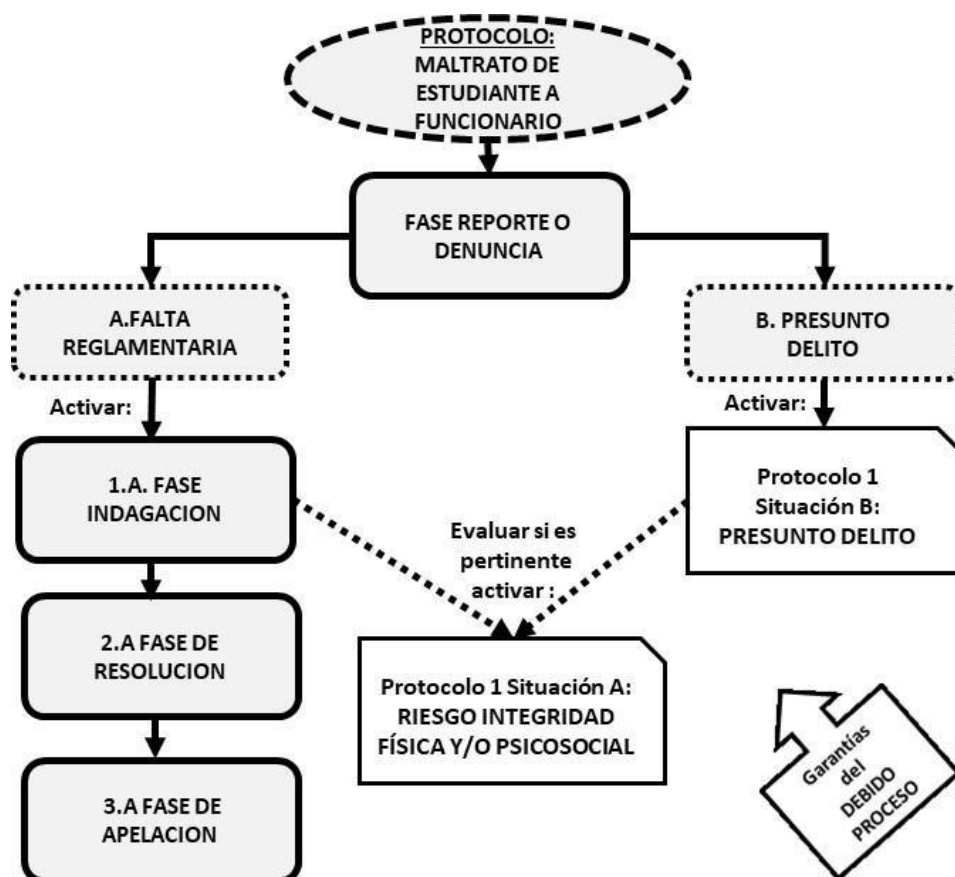 PROTOCOLO:
MALTRATO DE
ESTUDIANTE A
FUNCIONARIO
FASE REPORTE O
DENUNCIA
A.FALTA
REGLAMENTARIA
B. PRESUNTO
DELITO
Activar:
Activar:
1.A. FASE
INDAGACION
Protocolo 1
Situación B:
PRESUNTO DELITO
Evaluar si es
pertinente
activar :
2.A FASE DE
RESOLUCION
Protocolo 1 Situación A:
RIESGO INTEGRIDAD
FÍSICA Y/O PSICOSOCIAL
Garantías
del
DEBIDO
PROCESO
3.A FASE DE
APELACION